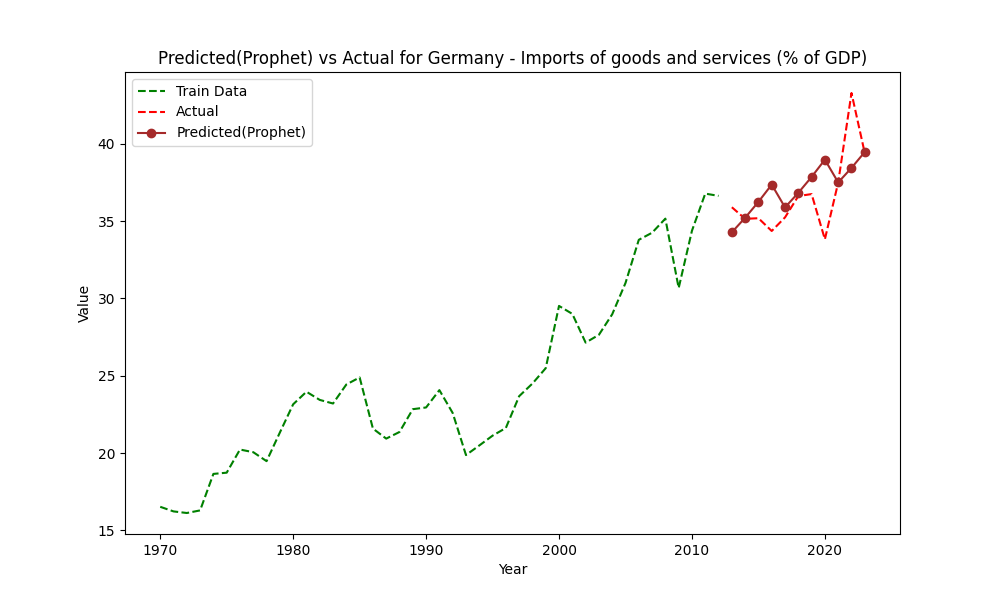 Predicted(Prophet) vs Actual for Germany - Imports of goods and services (% of GDP)
Train Data
Actual
Predicted(Prophet)
40
35
30
25
20
15
Value
1970 1980 1990 2000 2010 2020
Year